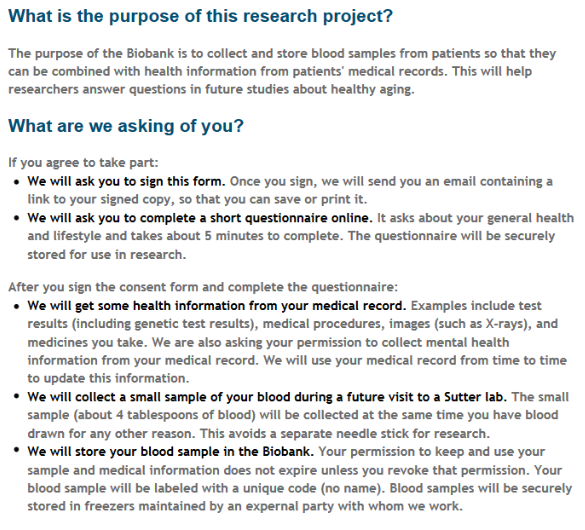 What is the purpose of this research project?
The purpose of the Biobank is to collect and store blood samples from patients so that they
can be combined with health information from patients' medical records. This will help
researchers answer questions in future studies about healthy aging.
What are we asking of you?
If you agree to take part:
• We will ask you to sign this form. Once you sign, we will send you an email containing a
link to your signed copy, so that you can save or print it.
• We will ask you to complete a short questionnaire online. It asks about your general health
and lifestyle and takes about 5 minutes to complete. The questionnaire will be securely
stored for use in research.
After you sign the consent form and complete the questionnaire:
• We will get some health information from your medical record. Examples include test
results (including genetic test results), medical procedures, images (such as X-rays), and
medicines you take. We are also asking your permission to collect mental health
information from your medical record. We will use your medical record from time to time
to update this information.
• We will collect a small sample of your blood during a future visit to a Sutter lab. The small
sample (about 4 tablespoons of blood) will be collected at the same time you have blood
drawn for any other reason. This avoids a separate needle stick for research.
• We will store your blood sample in the Biobank. Your permission to keep and use your
sample and medical information does not expire unless you revoke that permission. Your
blood sample will be labeled with a unique code (no name). Blood samples will be securely
stored in freezers maintained by an expernal party with whom we work.